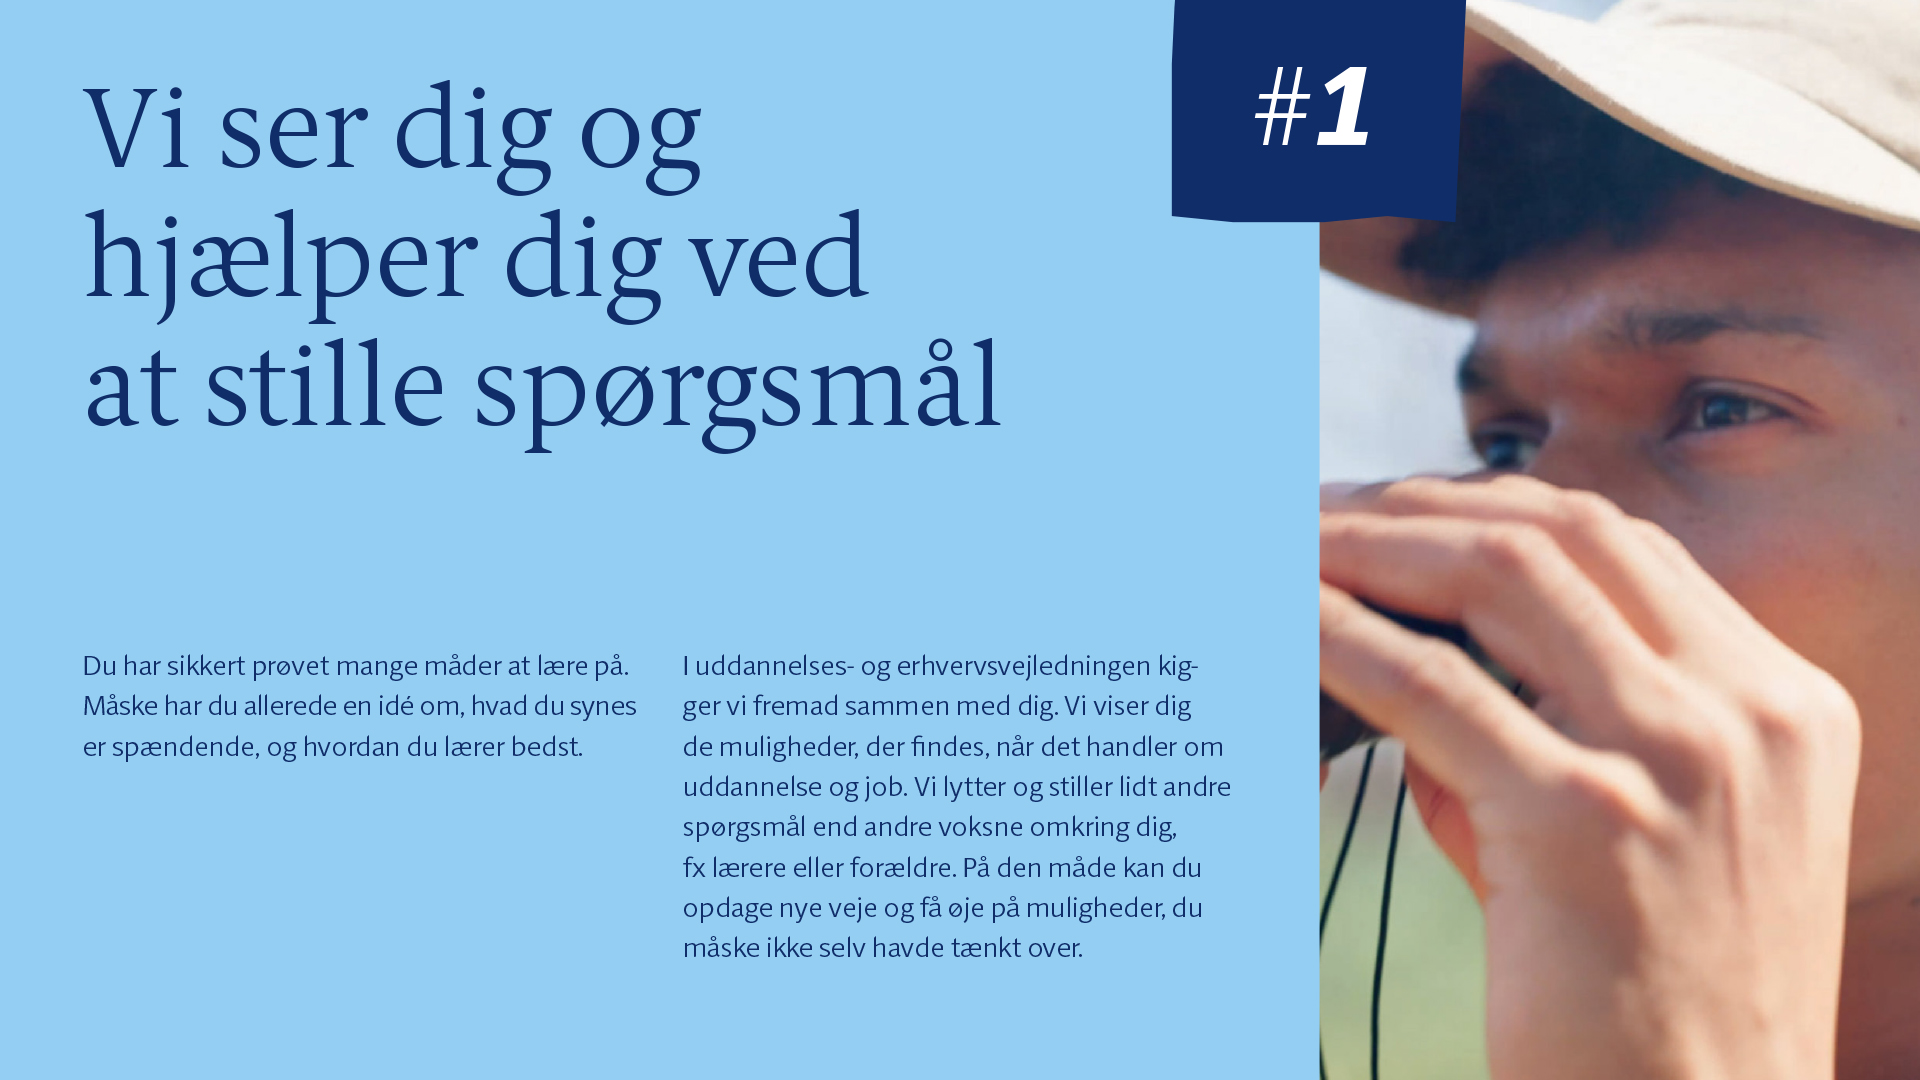 #1
Vi ser dig og
hjælper dig ved
at stille spørgsmål
Du har sikkert prøvet mange måder at lære på.
Måske har du allerede en idé om, hvad du synes
er spændende, og hvordan du lærer bedst.
I uddannelses- og erhvervsvejledningen kig-
ger vi fremad sammen med dig. Vi viser dig
de muligheder, der findes, når det handler om
uddannelse og job. Vi lytter og stiller lidt andre
spørgsmål end andre voksne omkring dig,
fx lærere eller forældre. På den måde kan du
opdage nye veje og få øje på muligheder, du
måske ikke selv havde tænkt over.